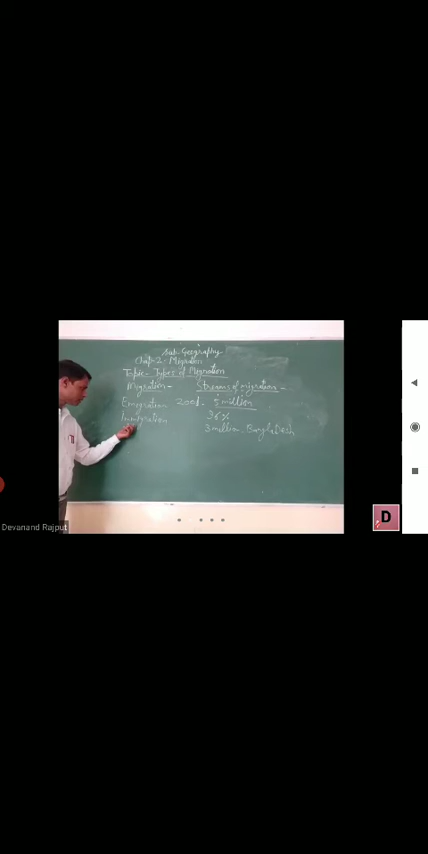 Sub:- Geography
Chap-2- Migration
Topic- Types of Migration
Migration - Streams of migration -
Emigration 2001- million
Immigration 36%
3 million - Bangladesh
Devanand Rajput
D